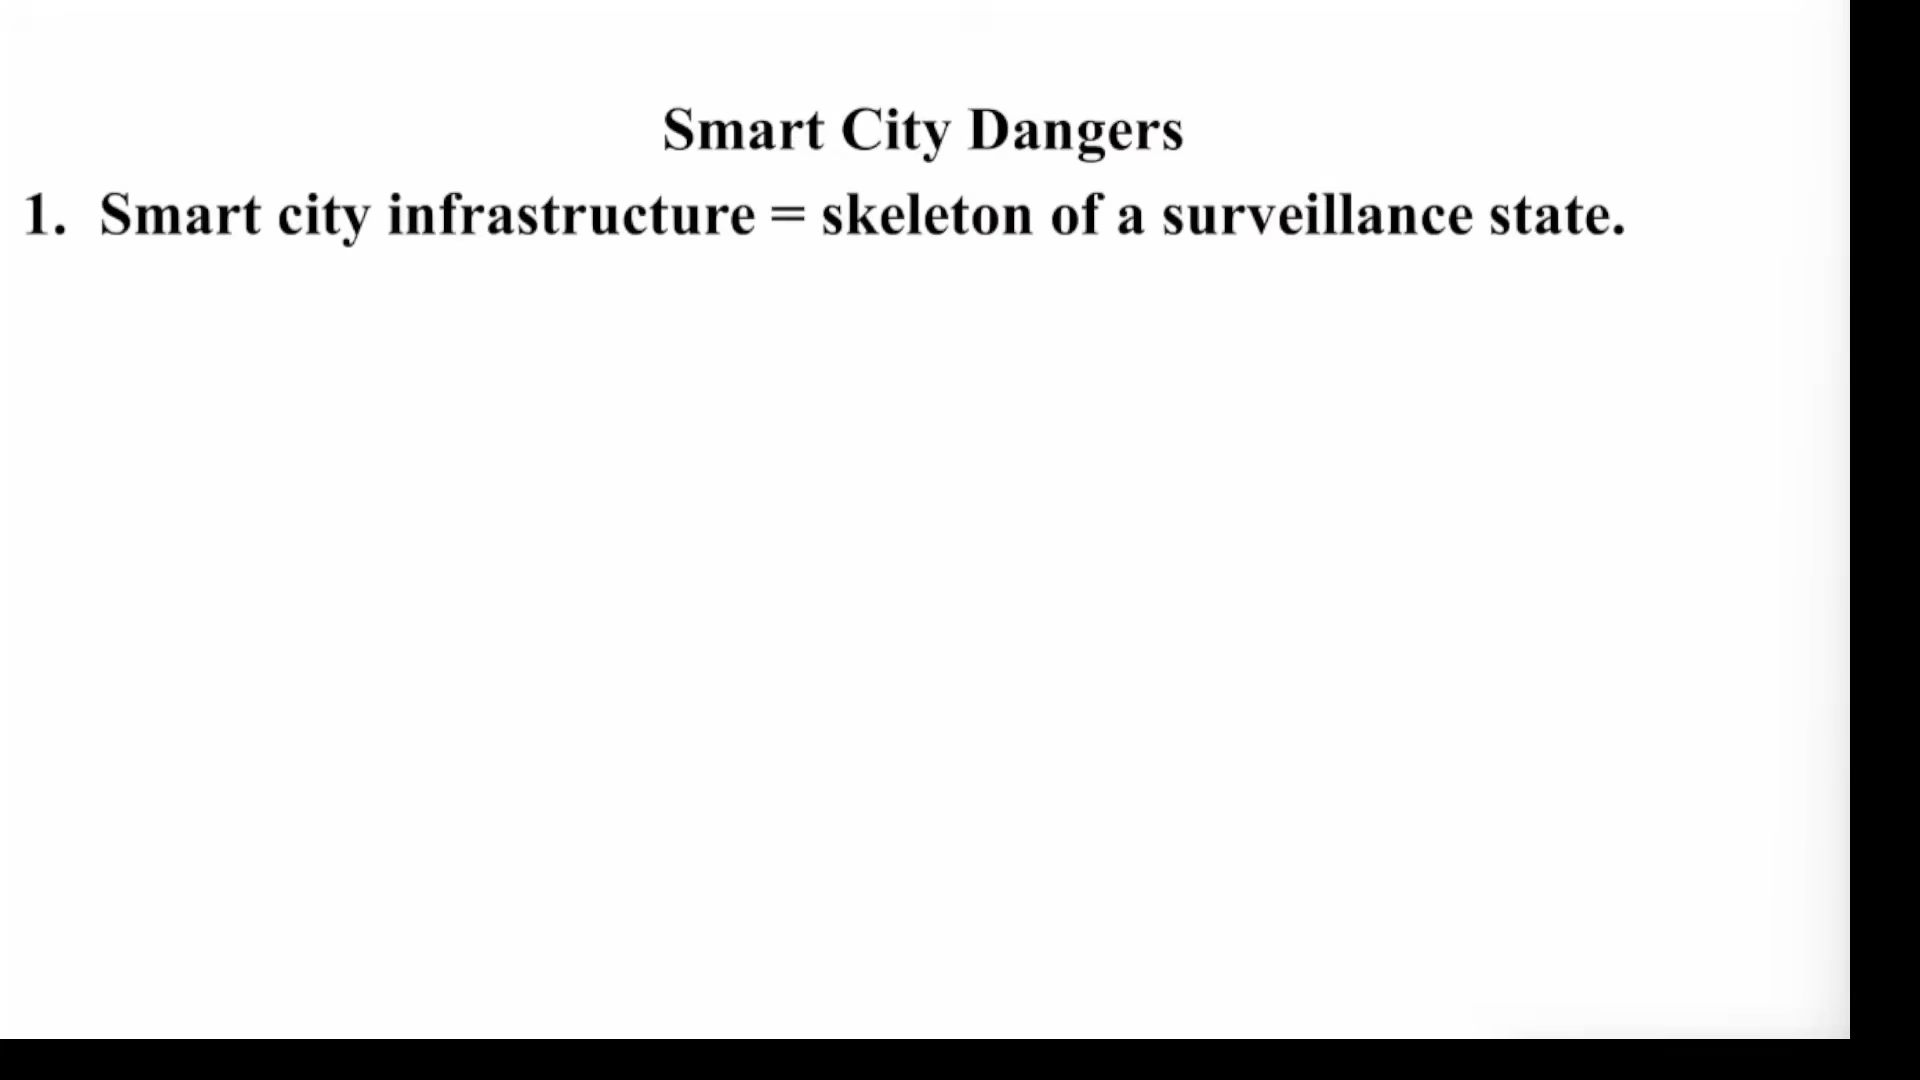 Smart City Dangers
1. Smart city infrastructure = skeleton of a surveillance state.